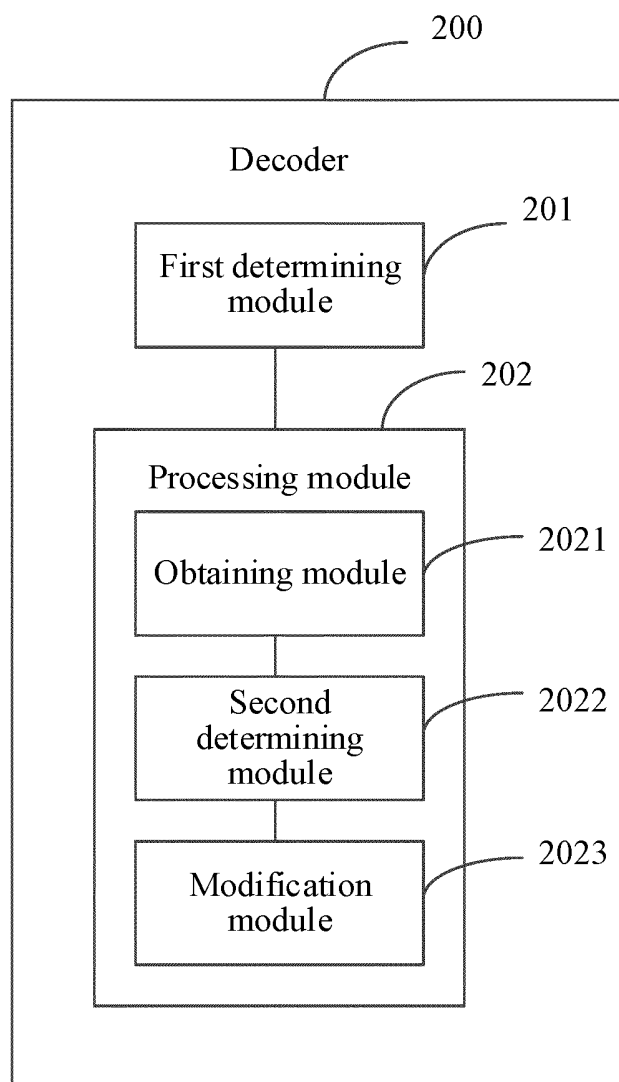 200
Decoder
201
First determining
module
202
Processing module
2021
Obtaining module
2022
Second
determining
module
2023
Modification
module